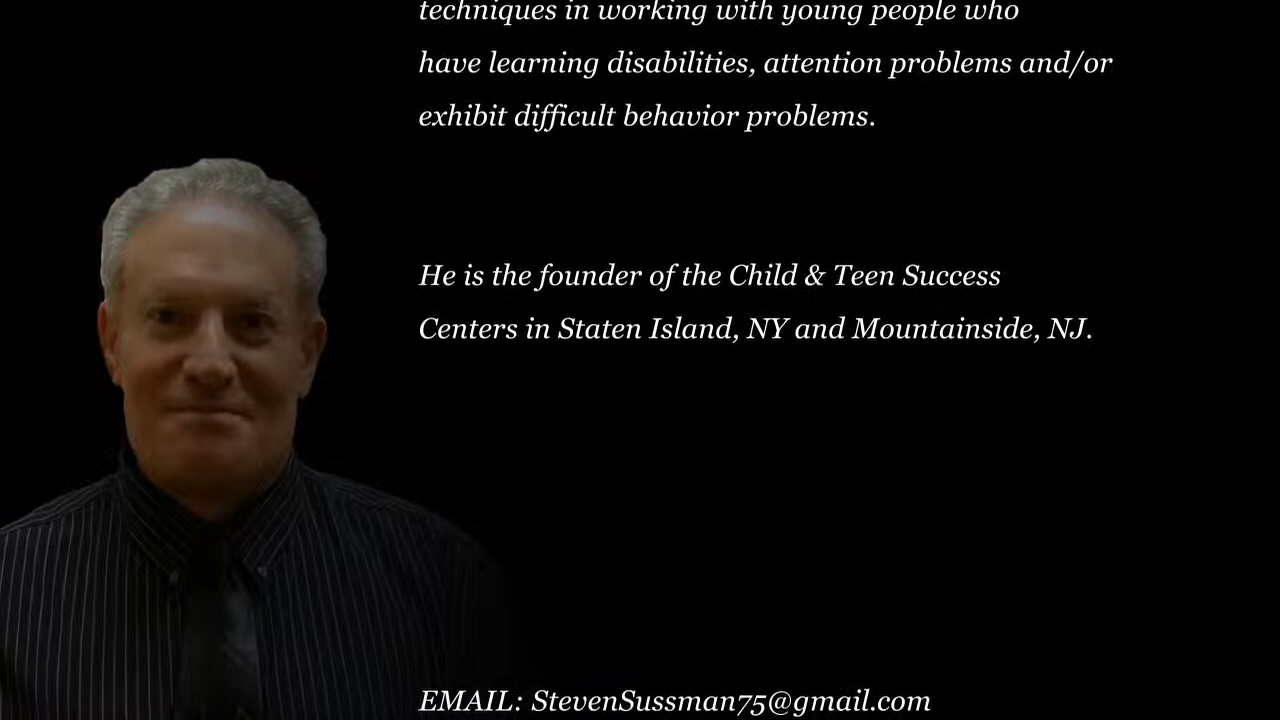 techniques in working with young people who
have learning disabilities, attention problems and/or
exhibit difficult behavior problems.
He is the founder of the Child & Teen Success
Centers in Staten Island, NY and Mountainside, NJ.
EMAIL: StevenSussman75@gmail.com